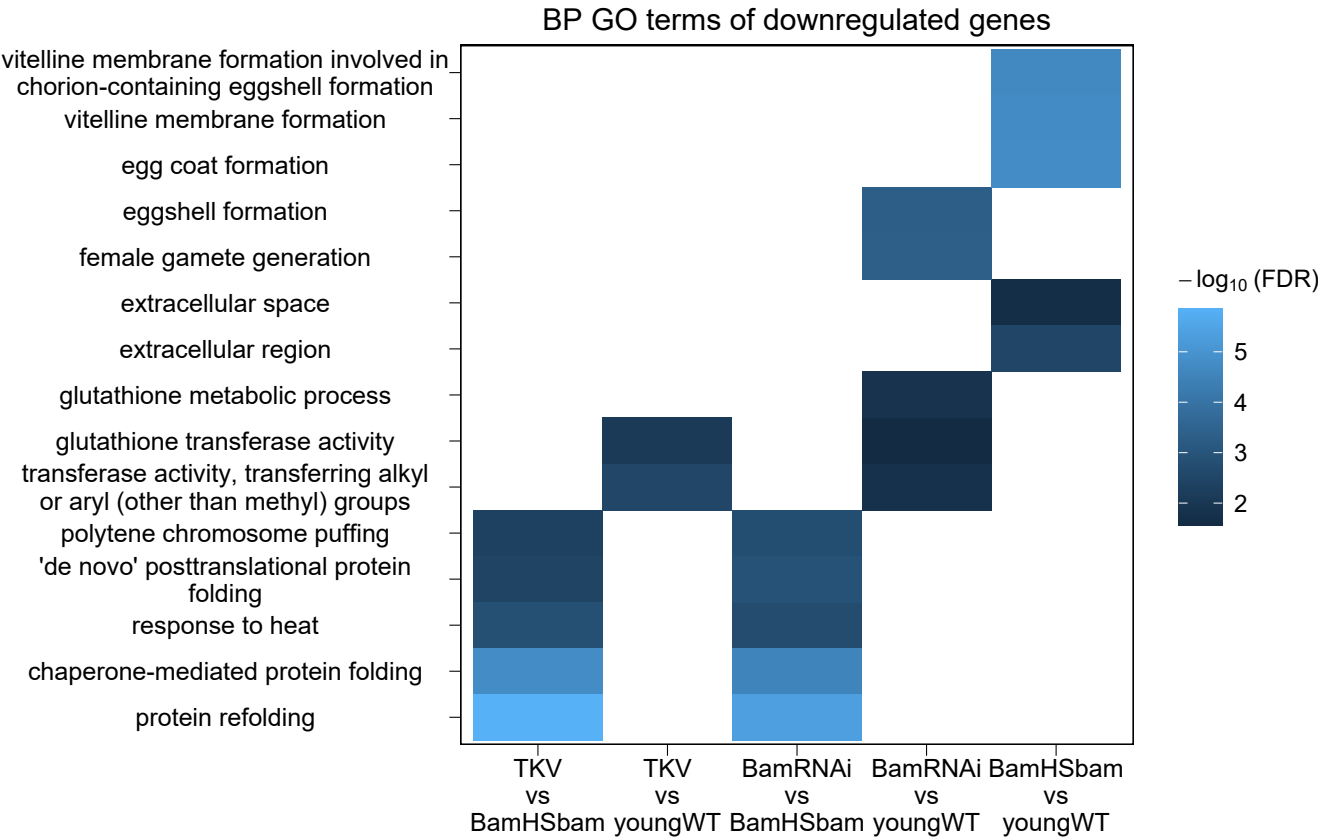 BP GO terms of downregulated genes
vitelline membrane formation involved in
chorion-containing eggshell formation
vitelline membrane formation
egg coat formation
eggshell formation
female gamete generation
extracellular space
extracellular region
glutathione metabolic process
glutathione transferase activity
transferase activity, transferring alkyl
or aryl (other than methyl) groups
polytene chromosome puffing
'de novo' posttranslational protein
folding
response to heat
chaperone-mediated protein folding
protein refolding
TKV TKV BamRNAi BamRNAi BamHSbam
vs vs vs vs vs
BamHSbam youngWT BamHSbam youngWT youngWT
−log₁₀ (FDR)
5
4
3
2